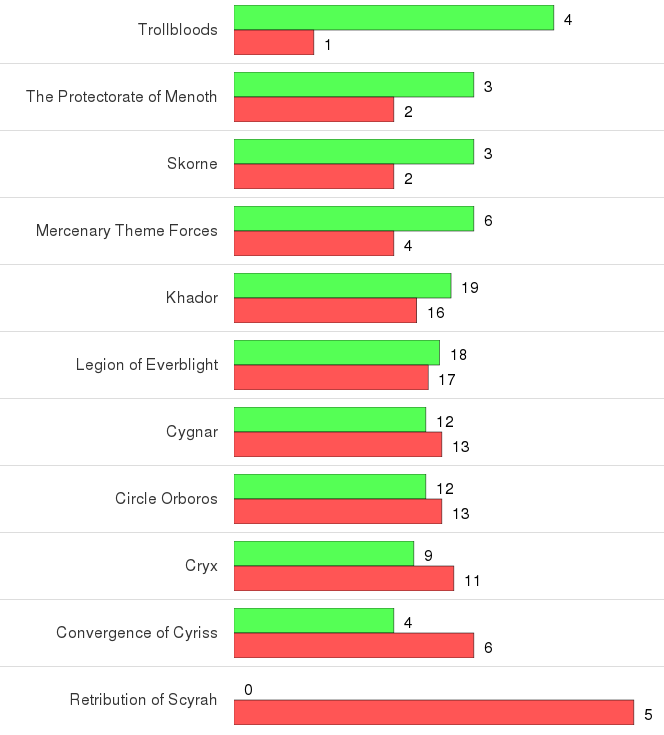 Trollbloods
4
1
The Protectorate of Menoth
3
2
Skorne
3
2
Mercenary Theme Forces
6
4
Khador
19
16
Legion of Everblight
18
17
Cygnar
12
13
Circle Orboros
12
13
Cryx
9
11
Convergence of Cyriss
4
6
Retribution of Scyrah
0
5